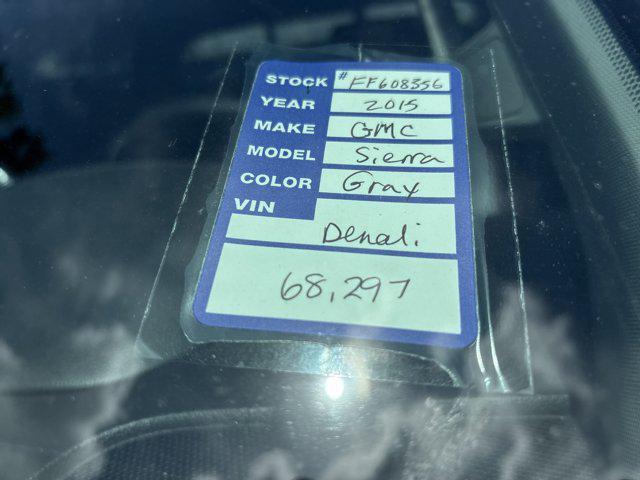 STOCK # FF608356
YEAR 2015
MAKE GMC
MODEL Sierra
COLOR Gray
VIN
Denali
68,297